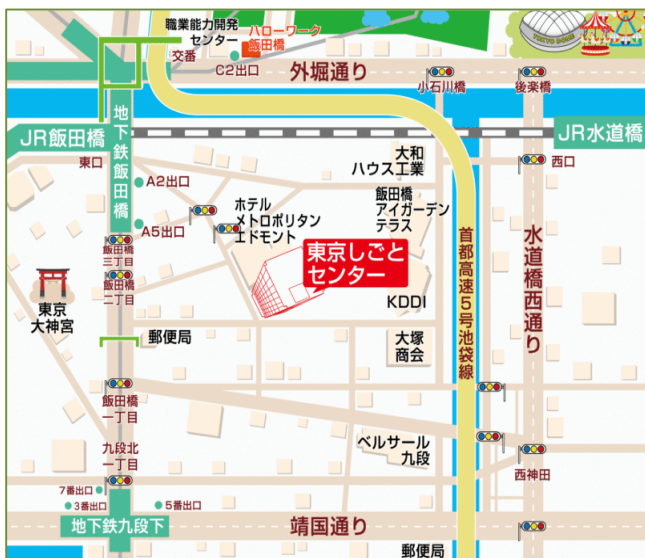 職業能力開発
センター
ハローワーク
飯田橋
交番
C2出口
TOKYO DOME
外堀通り
小石川橋
後楽橋
JR飯田橋
地下鉄飯田橋
JR水道橋
東口
西口
A2出口
大和
ハウス工業
ホテル
メトロポリタン
エドモント
飯田橋
アイガーデン
テラス
A5出口
飯田橋
三丁目
東京しごと
センター
首都高速5号池袋線
水道橋西通り
飯田橋
二丁目
東京
大神宮
KDDI
郵便局
大塚
商会
飯田橋
一丁目
九段北
一丁目
ベルサール
九段
西神田
7番出口
3番出口
5番出口
地下鉄九段下
靖国通り
郵便局